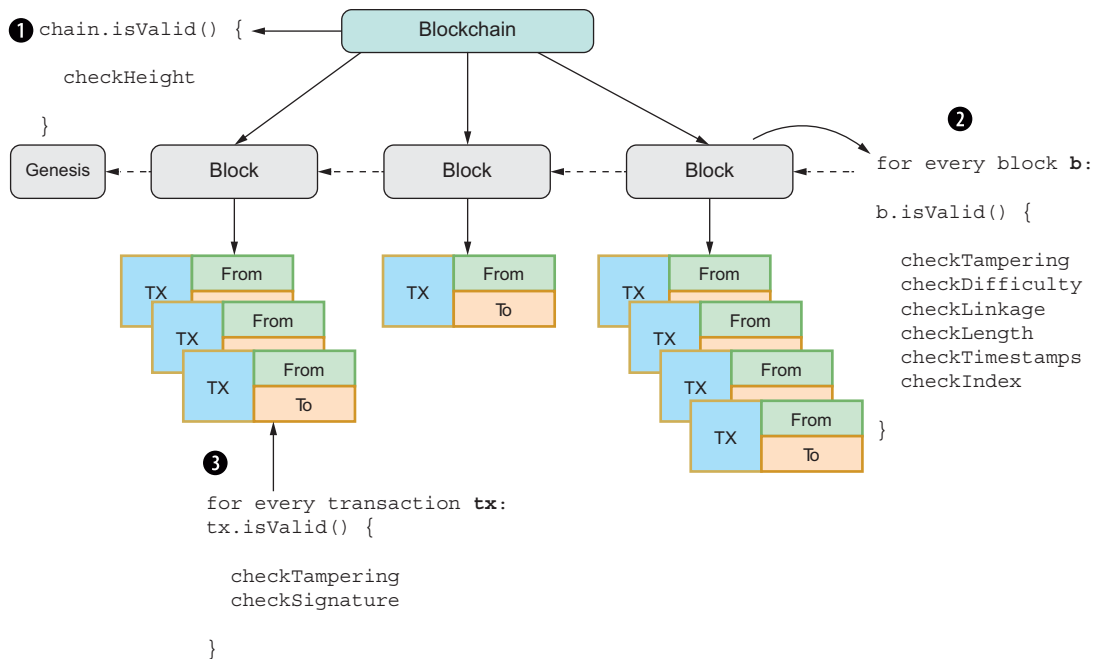 1 chain.isValid() {
checkHeight
}
Blockchain
2
for every block b:
b.isValid() {
checkTampering
checkDifficulty
checkLinkage
checkLength
checkTimestamps
checkIndex
}
Genesis
Block
Block
Block
TX From
TX From
TX From
To
TX From
To
TX From
TX From
TX From
TX From
To
3
for every transaction tx:
tx.isValid() {
checkTampering
checkSignature
}